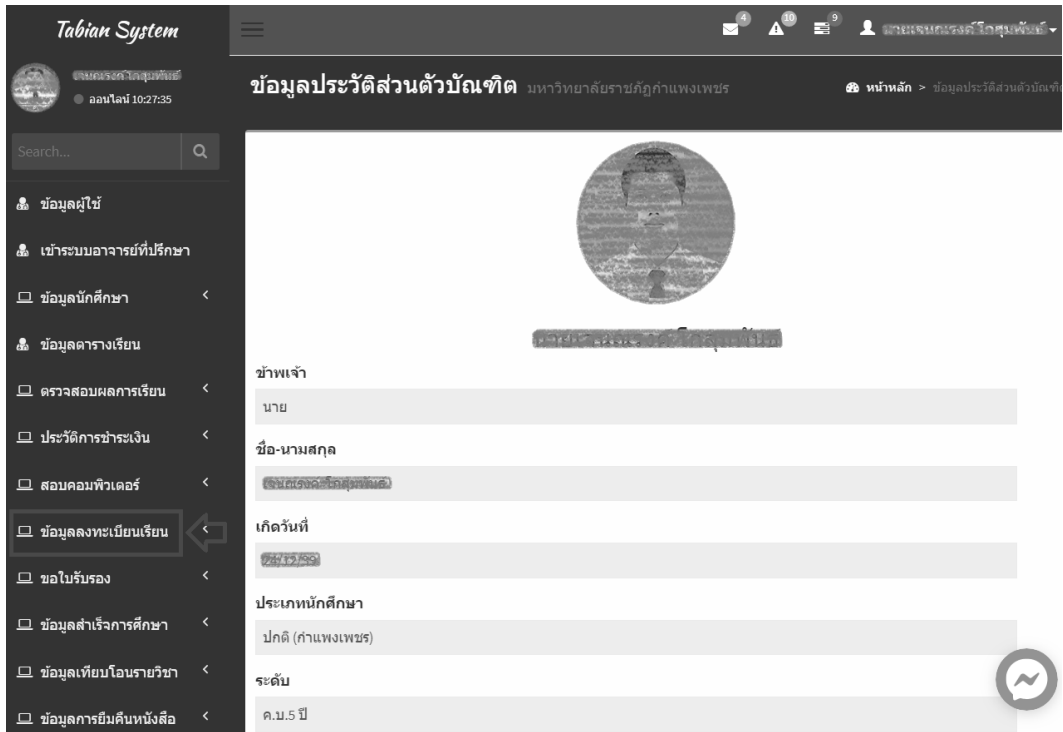 Tabian System
4
10
9
ออนไลน์ 10:27:35
ข้อมูลประวัติส่วนตัวบัณฑิต มหาวิทยาลัยราชภัฏกำแพงเพชร
หน้าหลัก > ข้อมูลประวัติส่วนตัวบัณฑิ
Search...
ข้อมูลผู้ใช้
เข้าระบบอาจารย์ที่ปรึกษา
ข้อมูลนักศึกษา
ข้อมูลตารางเรียน
ตรวจสอบผลการเรียน
ประวัติการชำระเงิน
สอบคอมพิวเตอร์
ข้อมูลลงทะเบียนเรียน
ขอใบรับรอง
ข้อมูลสำเร็จการศึกษา
ข้อมูลเทียบโอนรายวิชา
ข้อมูลการยืมคืนหนังสือ
ข้าพเจ้า
นาย
ชื่อ-นามสกุล
เกิดวันที่
ประเภทนักศึกษา
ปกติ (กำแพงเพชร)
ระดับ
ค.บ.5 ปี